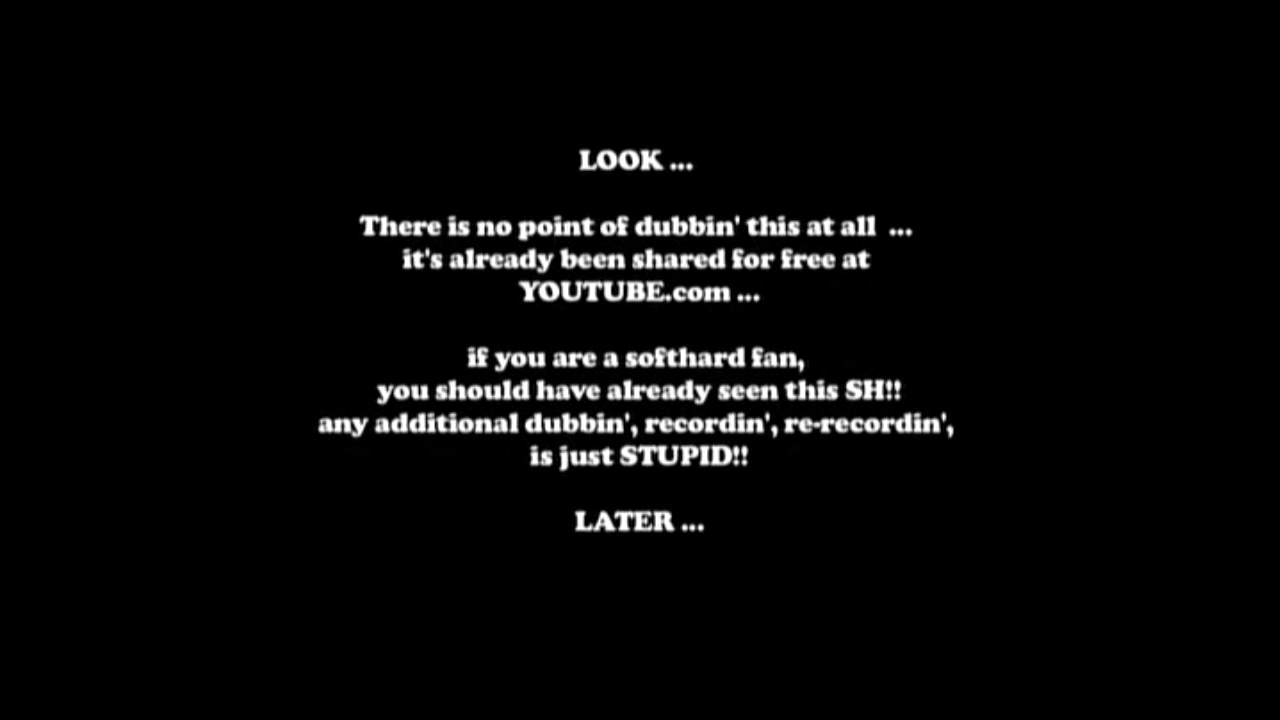 LOOK ...
There is no point of dubbin' this at all ...
it's already been shared for free at
YOUTUBE.com ...
if you are a softhard fan,
you should have already seen this SH!!
any additional dubbin', recordin', re-recordin',
is just STUPID!!
LATER ...